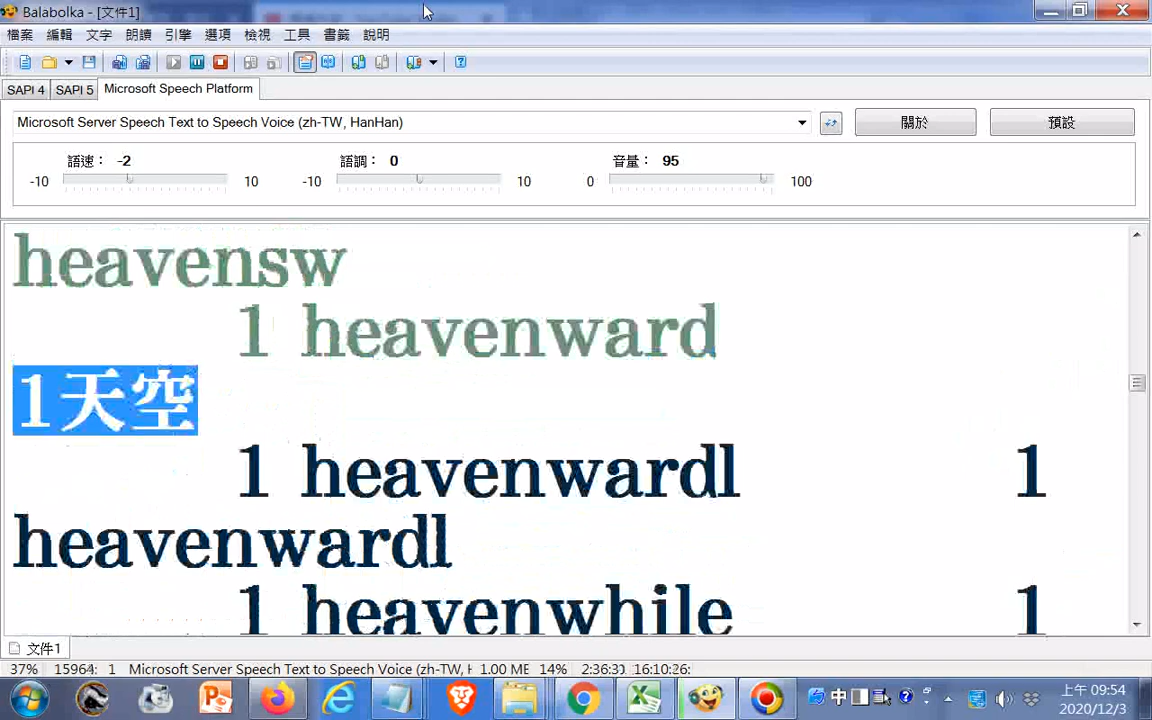 Balabolka - [文件1]
檔案 編輯 文字 朗讀 引擎 選項 檢視 工具 書籤 說明
SAPI 4 SAPI 5 Microsoft Speech Platform
Microsoft Server Speech Text to Speech Voice (zh-TW, HanHan) 關於 預設
語速： -2 語調： 0 音量： 95
-10 10 -10 10 0 100
heavensw
1 heavenward
1天空
1 heavenwardl 1
heavenwardl
1 heavenwhile 1
文件1
37% 15964: 1 Microsoft Server Speech Text to Speech Voice (zh-TW, H 1.00 ME 14% 2:36:3 16:10:26:
中 上午 09:54
2020/12/3